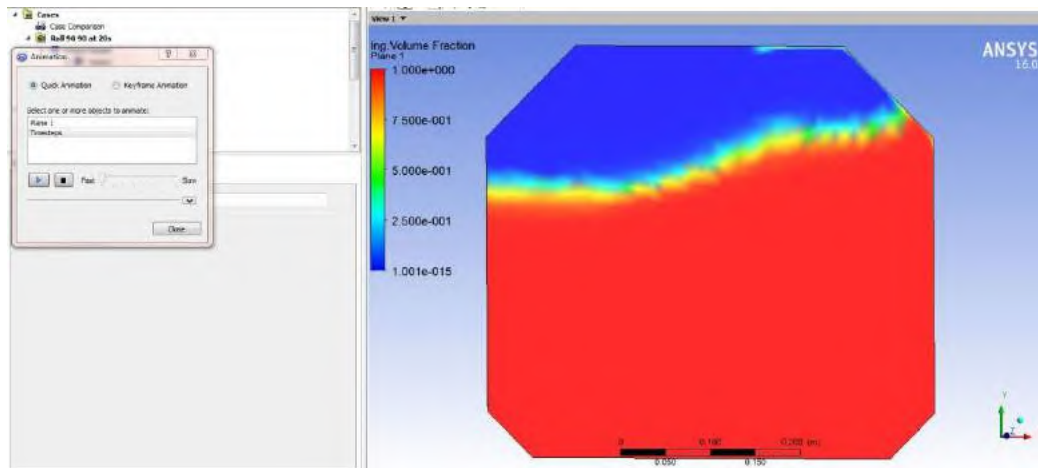 Cases
Case Comparison
Roll 90 90 at 20s
Animation
Quick Animation
Keyframe Animation
Select one or more objects to animate:
Plane 1
Timesteps
Fast
Slow
Close
View 1
lng.Volume Fraction
Plane 1
1.000e+000
7.500e-001
5.000e-001
2.500e-001
1.001e-015
ANSYS
16.0
0
0.100
0.200 (m)
0.050
0.150
Y
Z